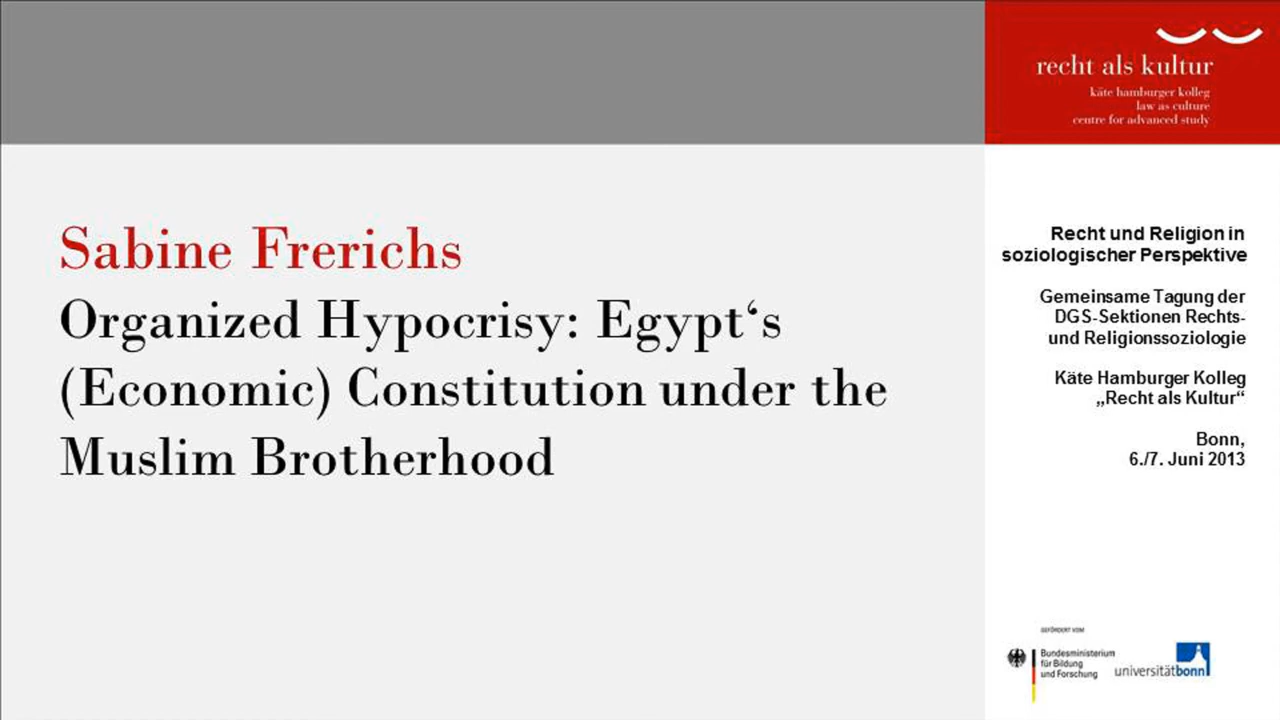 recht als kultur
käte hamburger kolleg
law as culture
centre for advanced study
Sabine Frerichs
Organized Hypocrisy: Egypt‘s
(Economic) Constitution under the
Muslim Brotherhood
Recht und Religion in
soziologischer Perspektive
Gemeinsame Tagung der
DGS-Sektionen Rechts-
und Religionssoziologie
Käte Hamburger Kolleg
„Recht als Kultur“
Bonn,
6./7. Juni 2013
GEFÖRDERT VOM
Bundesministerium
für Bildung
und Forschung
universitätbonn